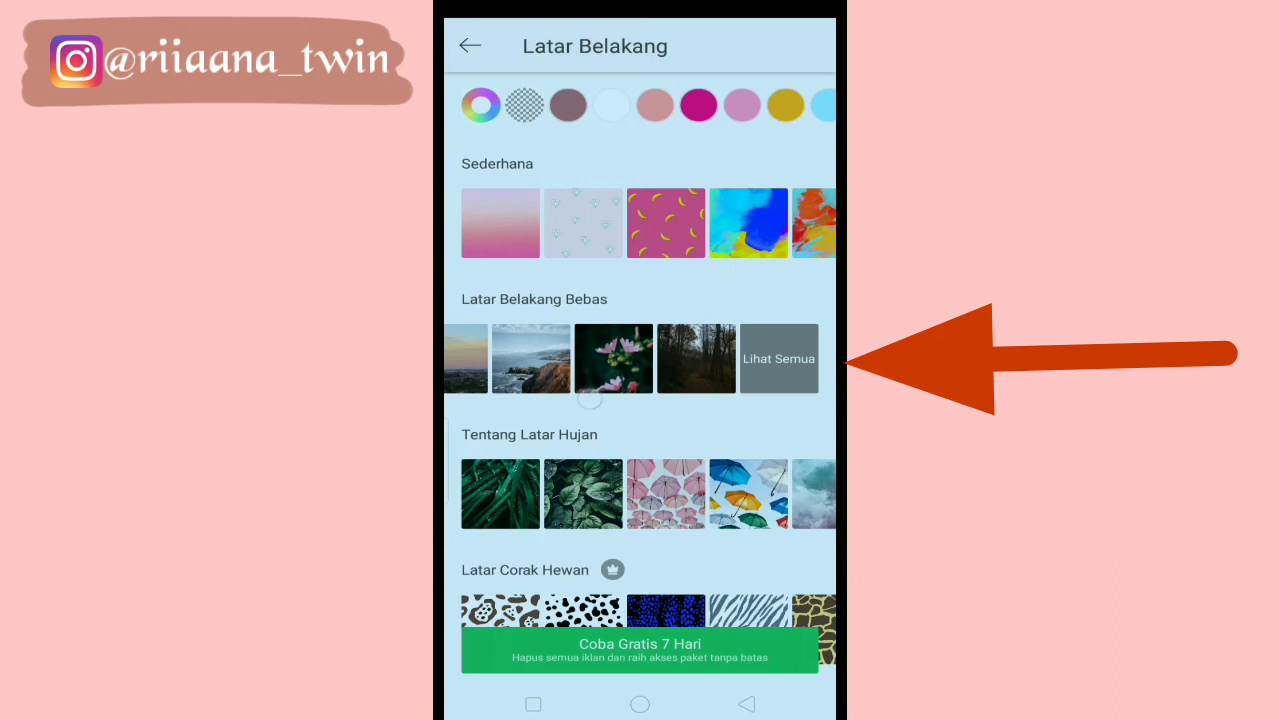 @riiaana_twin
Latar Belakang
Sederhana
Latar Belakang Bebas
Lihat Semua
Tentang Latar Hujan
Latar Corak Hewan
Coba Gratis 7 Hari
Hapus semua iklan dan raih akses paket tanpa batas